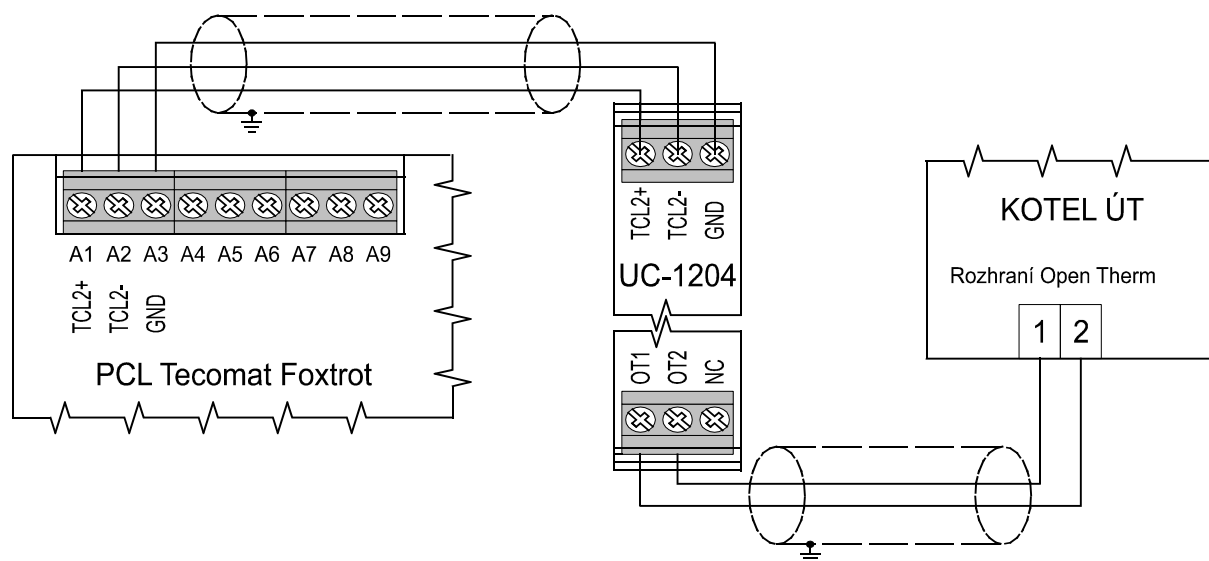 A1 A2 A3 A4 A5 A6 A7 A8 A9
TCL2+
TCL2-
GND
PCL Tecomat Foxtrot
TCL2+
TCL2-
GND
UC-1204
OT1
OT2
NC
KOTEL ÚT
Rozhraní Open Therm
1 2